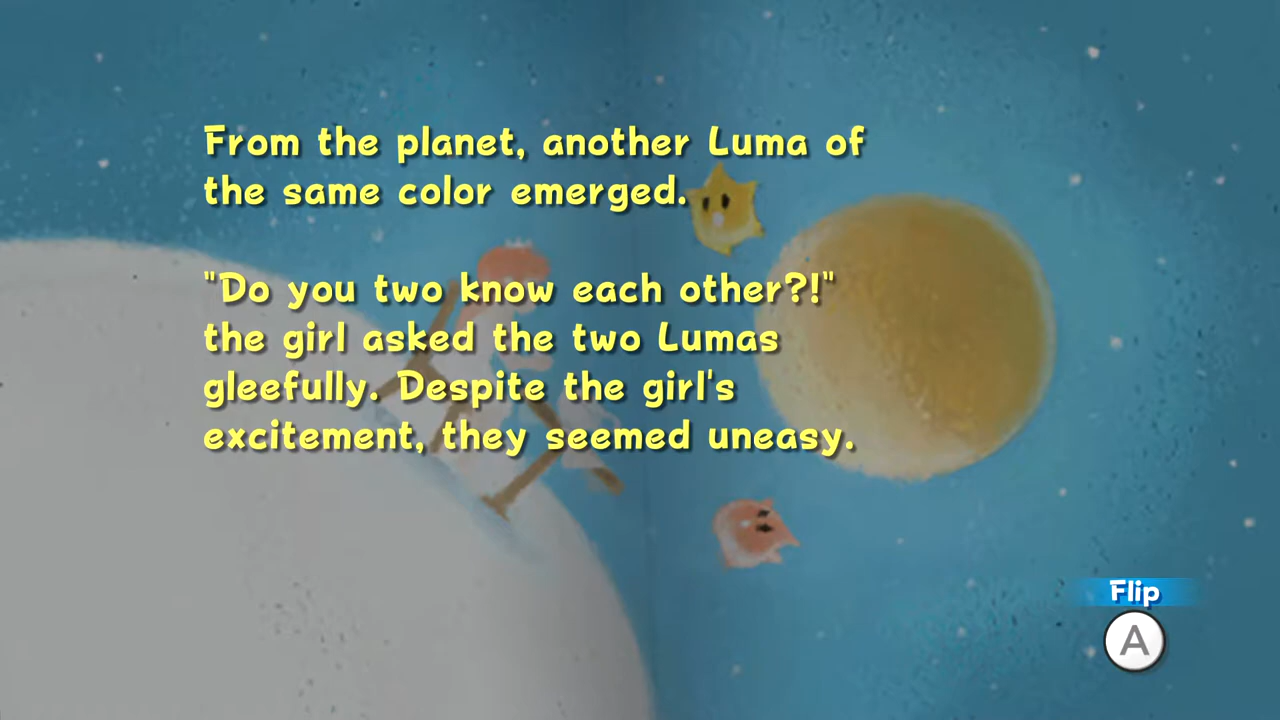 From the planet, another Luma of
the same color emerged.
"Do you two know each other?!"
the girl asked the two Lumas
gleefully. Despite the girl's
excitement, they seemed uneasy.
Flip
A